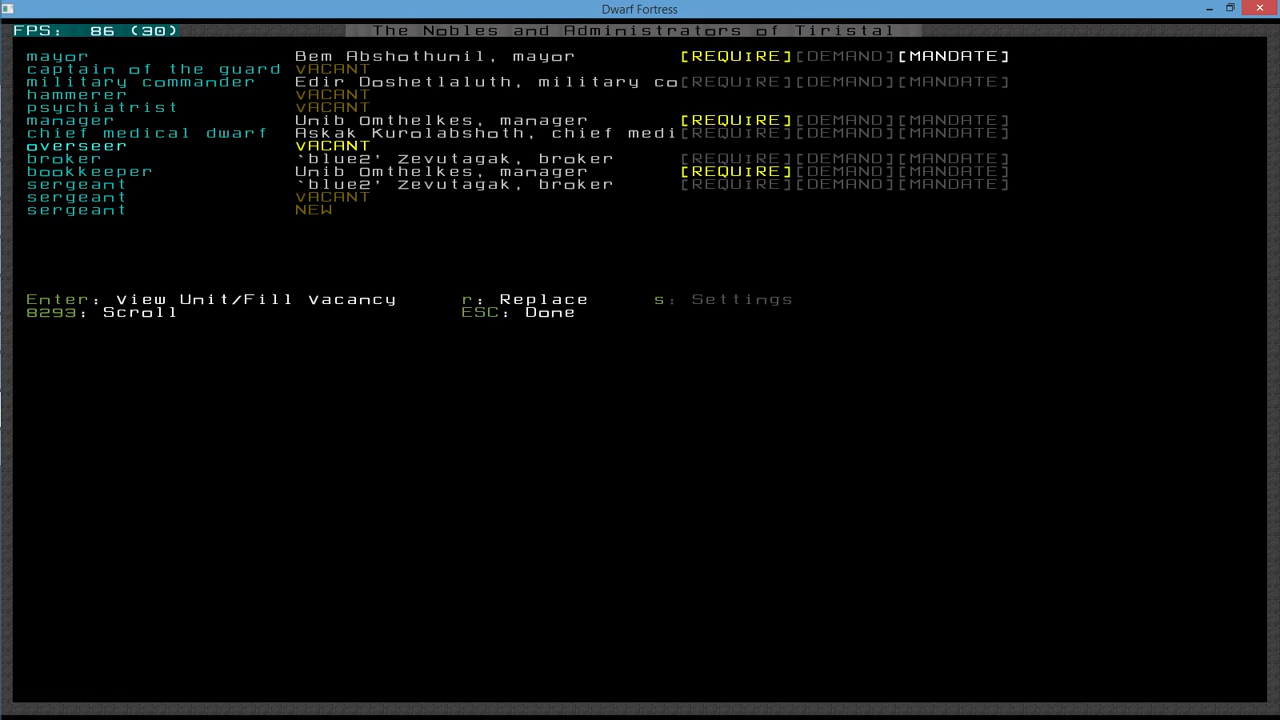 Dwarf Fortress
FPS: 86 (30) The Nobles and Administrators of Tiristal
mayor Bem Abshothunil, mayor [REQUIRE][DEMAND][MANDATE]
captain of the guard VACANT
military commander Edir Doshetlaluth, military co[REQUIRE][DEMAND][MANDATE]
hammerer VACANT
psychiatrist VACANT
manager Unib Omthelkes, manager [REQUIRE][DEMAND][MANDATE]
chief medical dwarf Askak Kurolabshoth, chief medi[REQUIRE][DEMAND][MANDATE]
overseer VACANT
broker `blue2' Zevutagak, broker [REQUIRE][DEMAND][MANDATE]
bookkeeper Unib Omthelkes, manager [REQUIRE][DEMAND][MANDATE]
sergeant `blue2' Zevutagak, broker [REQUIRE][DEMAND][MANDATE]
sergeant VACANT
sergeant NEW
Enter: View Unit/Fill Vacancy r: Replace s: Settings
8293: Scroll ESC: Done